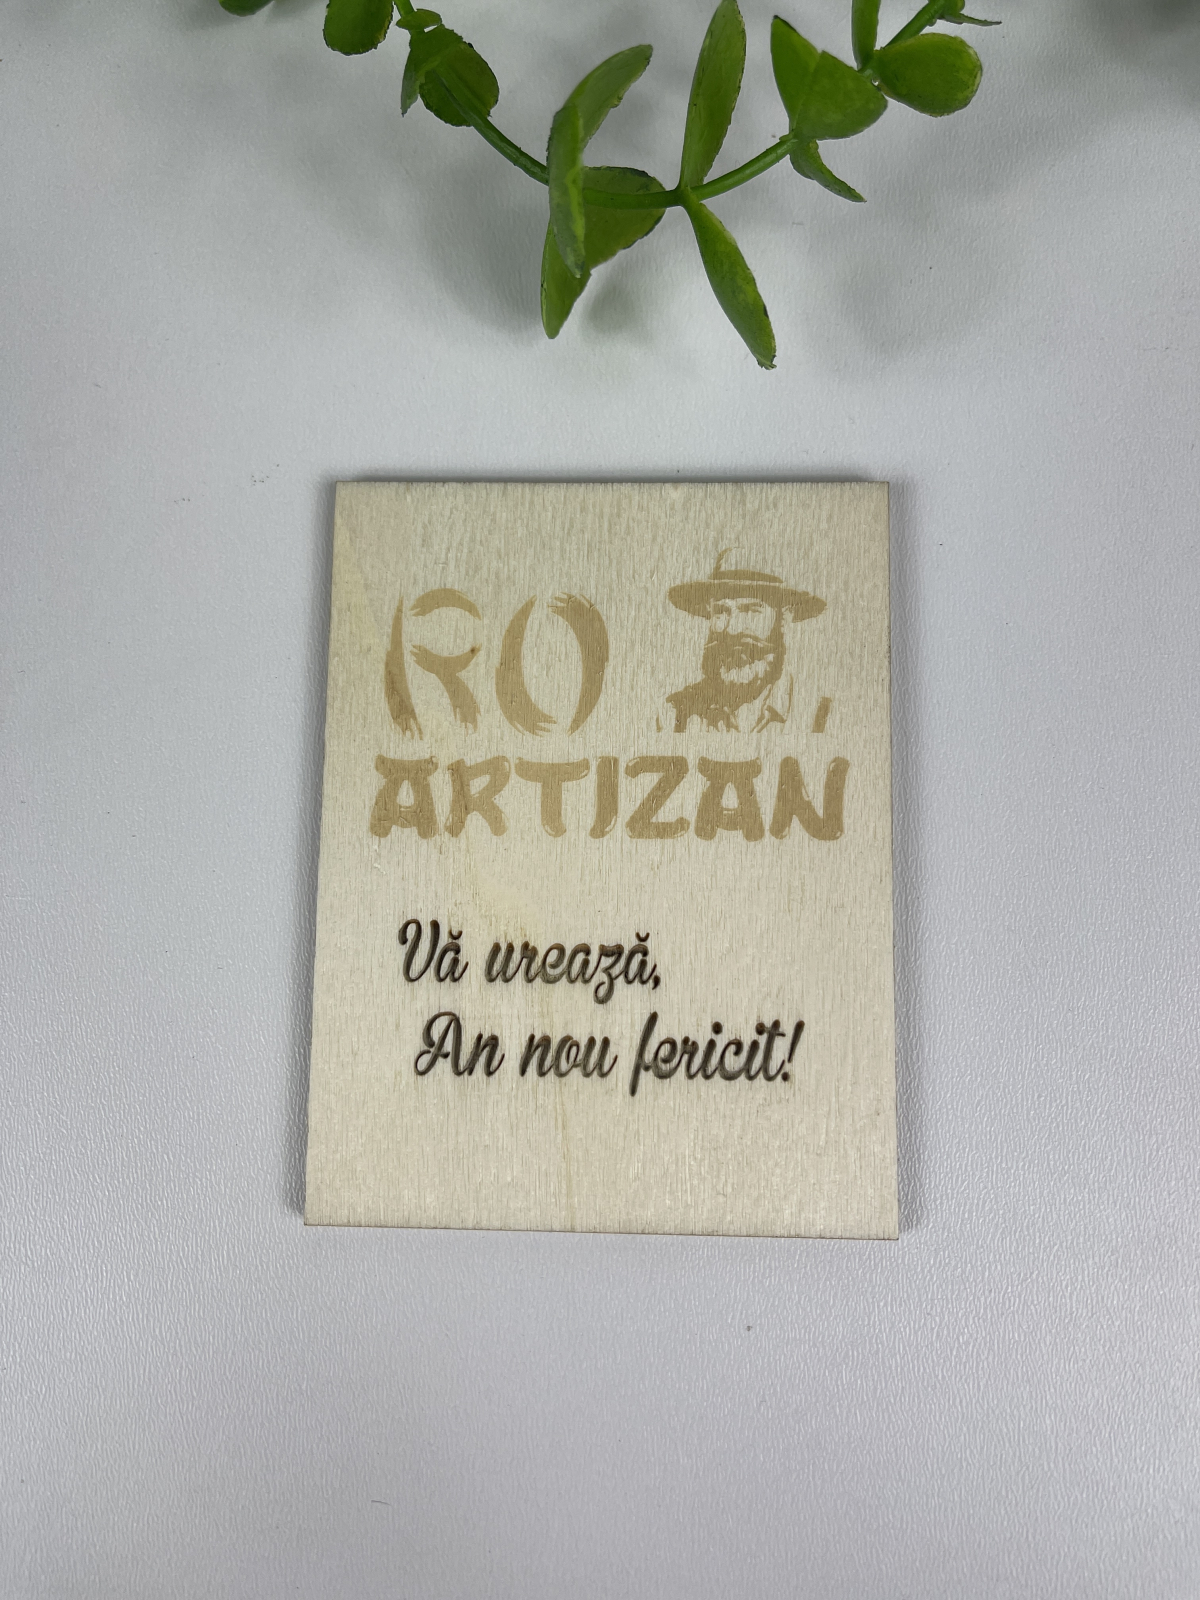 RO
ARTIZAN
Vă urează,
An nou fericit!